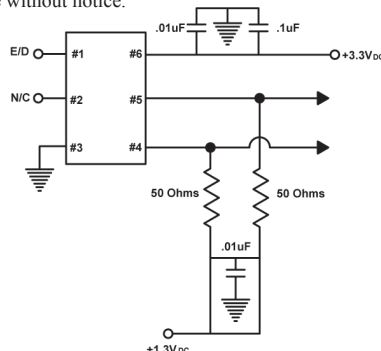 e without notice.
.01uF
.1uF
E/D
#1
#6
+3.3VDC
N/C
#2
#5
#3
#4
50 Ohms
50 Ohms
.01uF
+1.3VDC